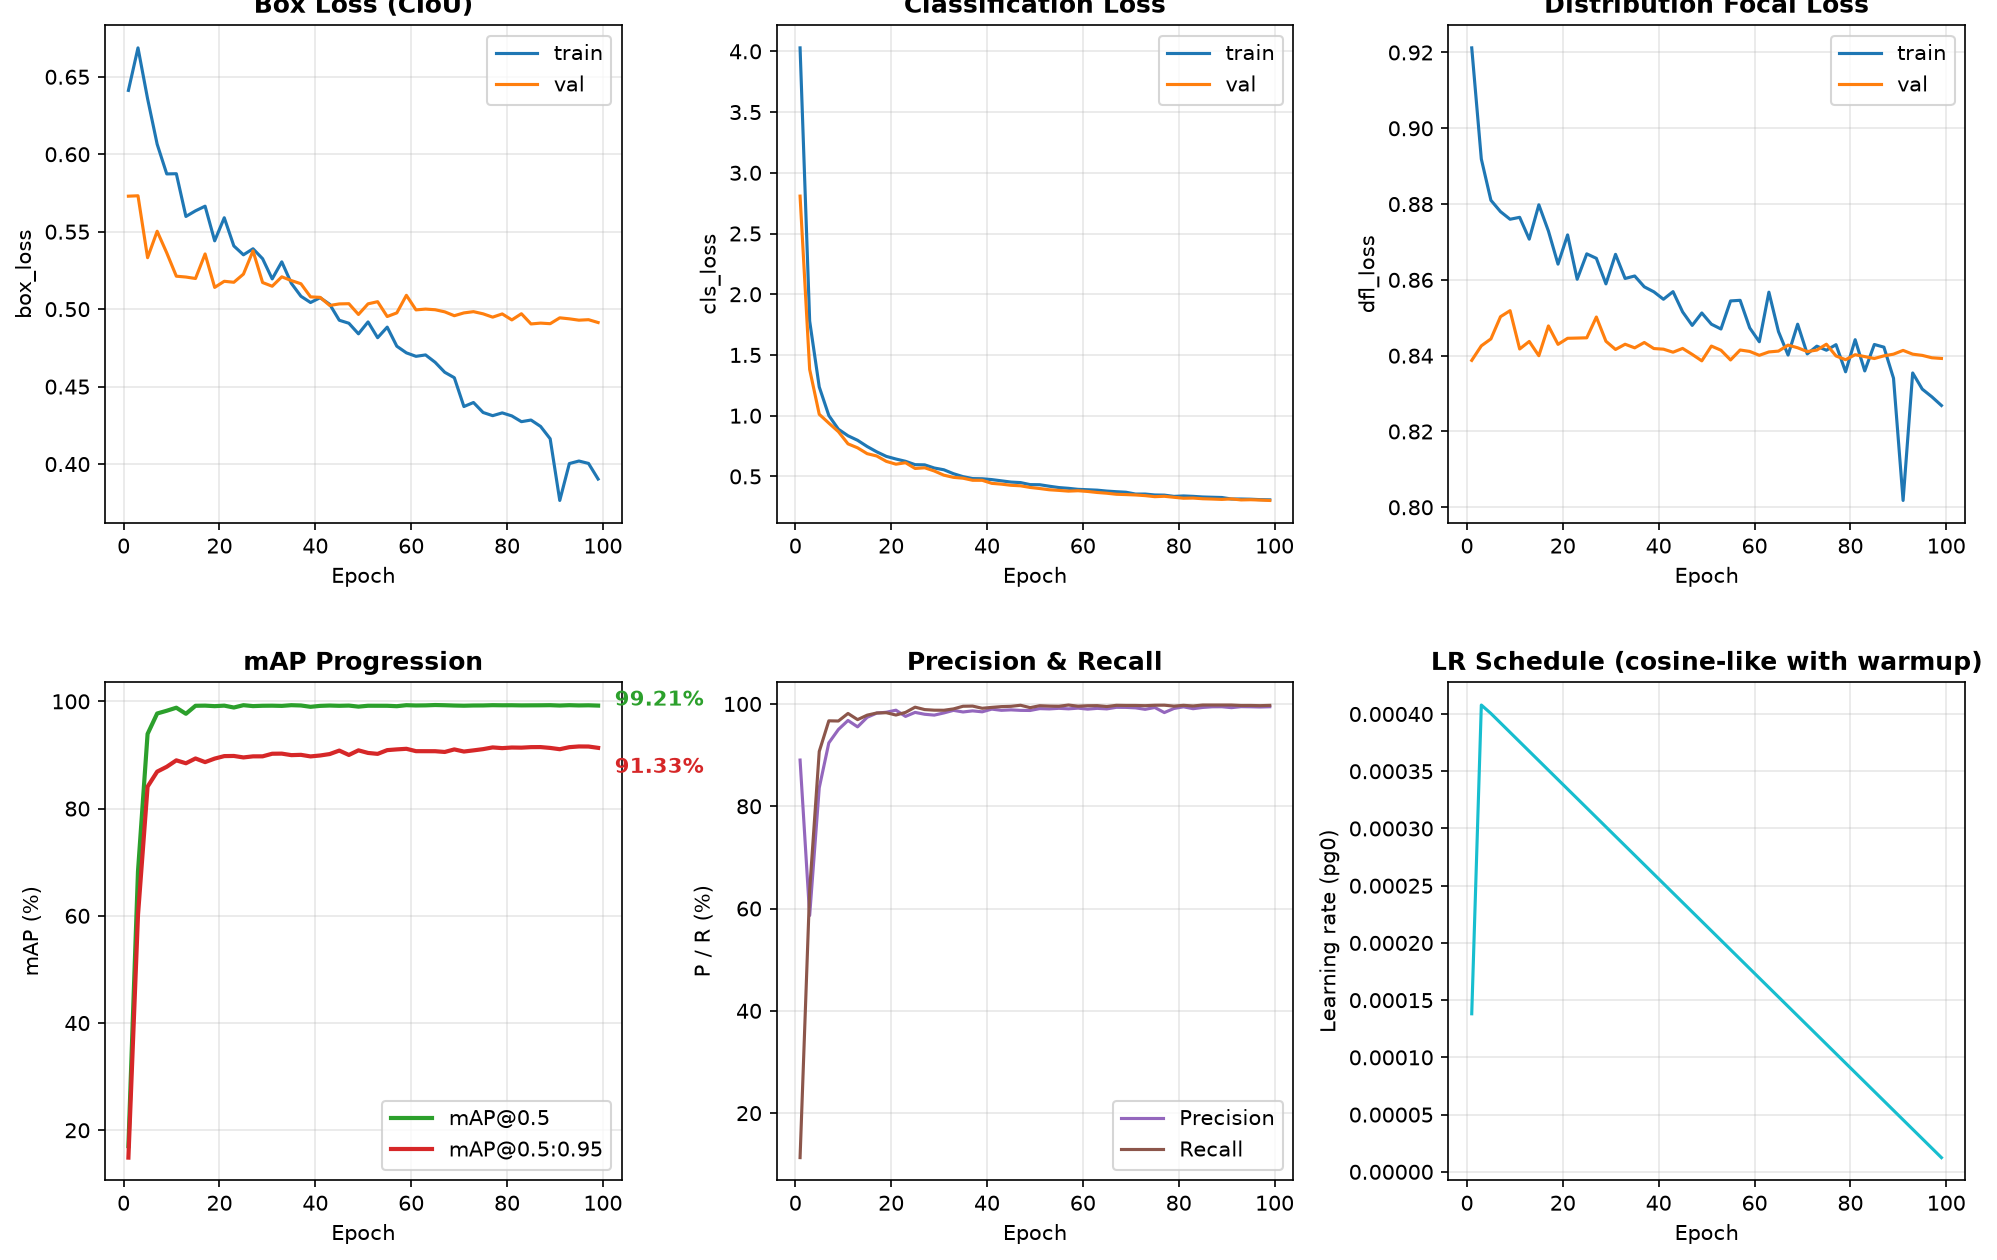 Box Loss (CIoU)
train
val
0.65
0.60
0.55
0.50
0.45
0.40
box_loss
0 20 40 60 80 100
Epoch
Classification Loss
train
val
4.0
3.5
3.0
2.5
2.0
1.5
1.0
0.5
cls_loss
0 20 40 60 80 100
Epoch
Distribution Focal Loss
train
val
0.92
0.90
0.88
0.86
0.84
0.82
0.80
dfl_loss
0 20 40 60 80 100
Epoch
mAP Progression
99.21%
91.33%
100
80
60
40
20
mAP (%)
mAP@0.5
mAP@0.5:0.95
0 20 40 60 80 100
Epoch
Precision & Recall
100
80
60
40
20
P / R (%)
Precision
Recall
0 20 40 60 80 100
Epoch
LR Schedule (cosine-like with warmup)
0.00040
0.00035
0.00030
0.00025
0.00020
0.00015
0.00010
0.00005
0.00000
Learning rate (pg0)
0 20 40 60 80 100
Epoch